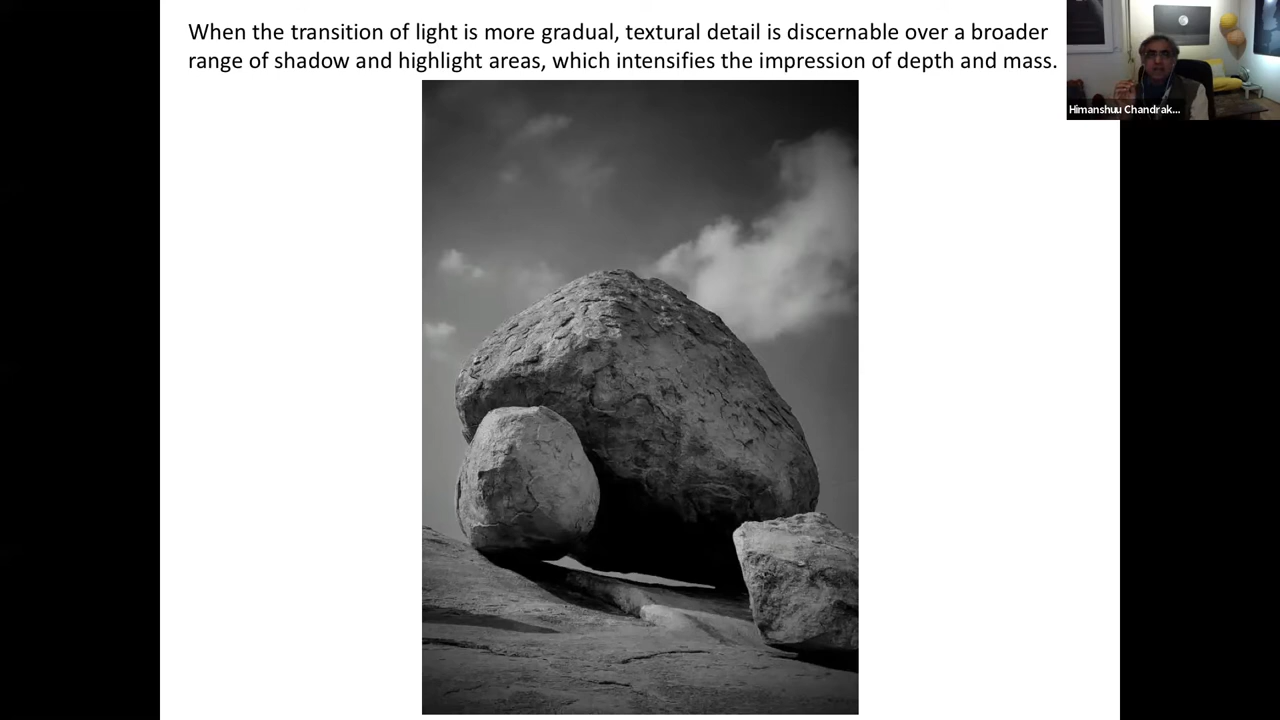 When the transition of light is more gradual, textural detail is discernable over a broader
range of shadow and highlight areas, which intensifies the impression of depth and mass.
Himanshuu Chandrak...